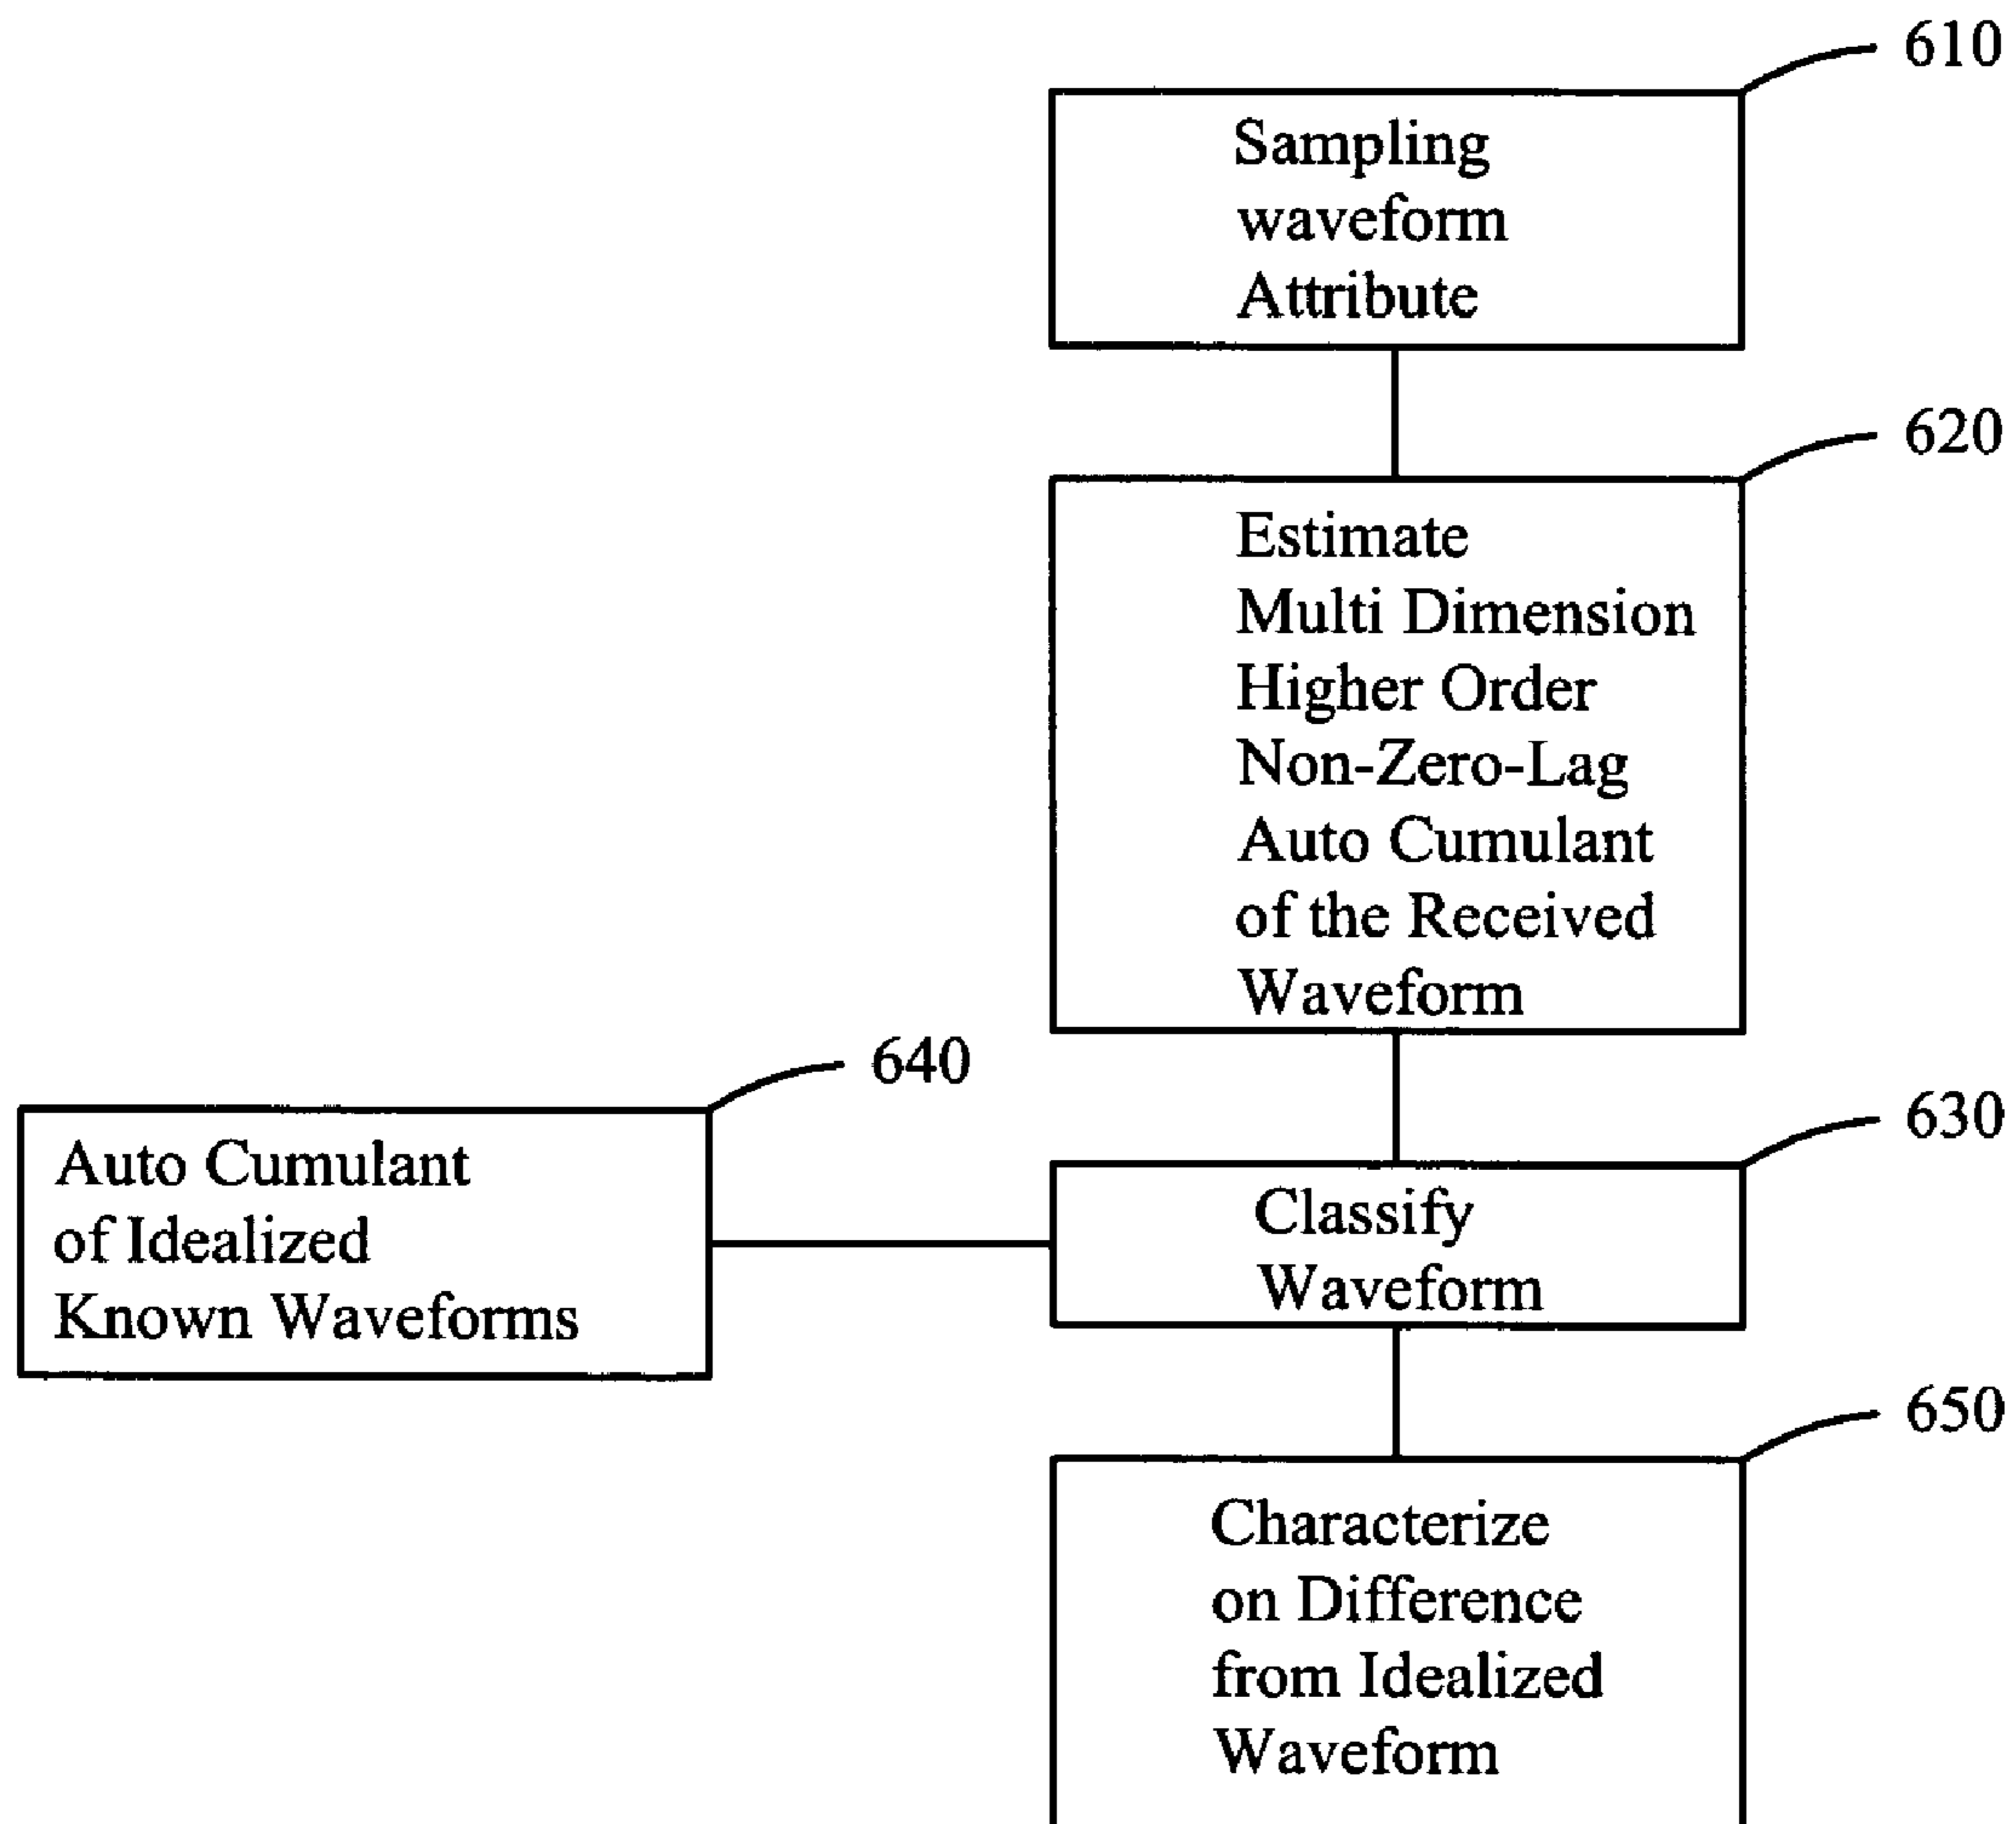 610
Sampling
waveform
Attribute
620
Estimate
Multi Dimension
Higher Order
Non-Zero-Lag
Auto Cumulant
of the Received
Waveform
640
Auto Cumulant
of Idealized
Known Waveforms
630
Classify
Waveform
650
Characterize
on Difference
from Idealized
Waveform